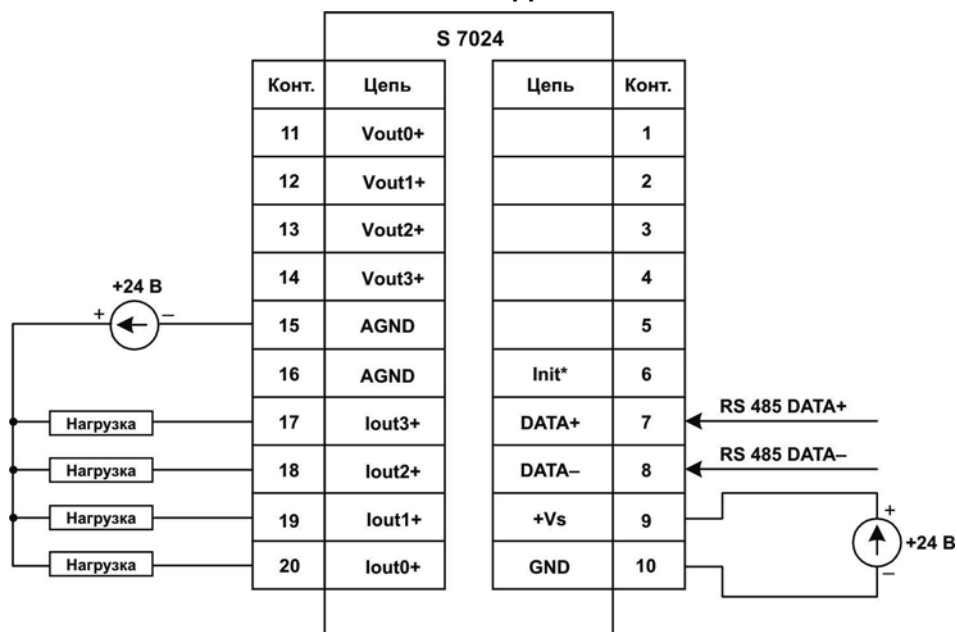 S 7024
Конт. Цепь Цепь Конт.
11 Vout0+ 1
12 Vout1+ 2
13 Vout2+ 3
14 Vout3+ 4
+24 В
+ –
15 AGND 5
16 AGND Init* 6
Нагрузка 17 Iout3+ DATA+ 7 RS 485 DATA+
Нагрузка 18 Iout2+ DATA– 8 RS 485 DATA–
Нагрузка 19 Iout1+ +Vs 9 +
+24 В
Нагрузка 20 Iout0+ GND 10 –